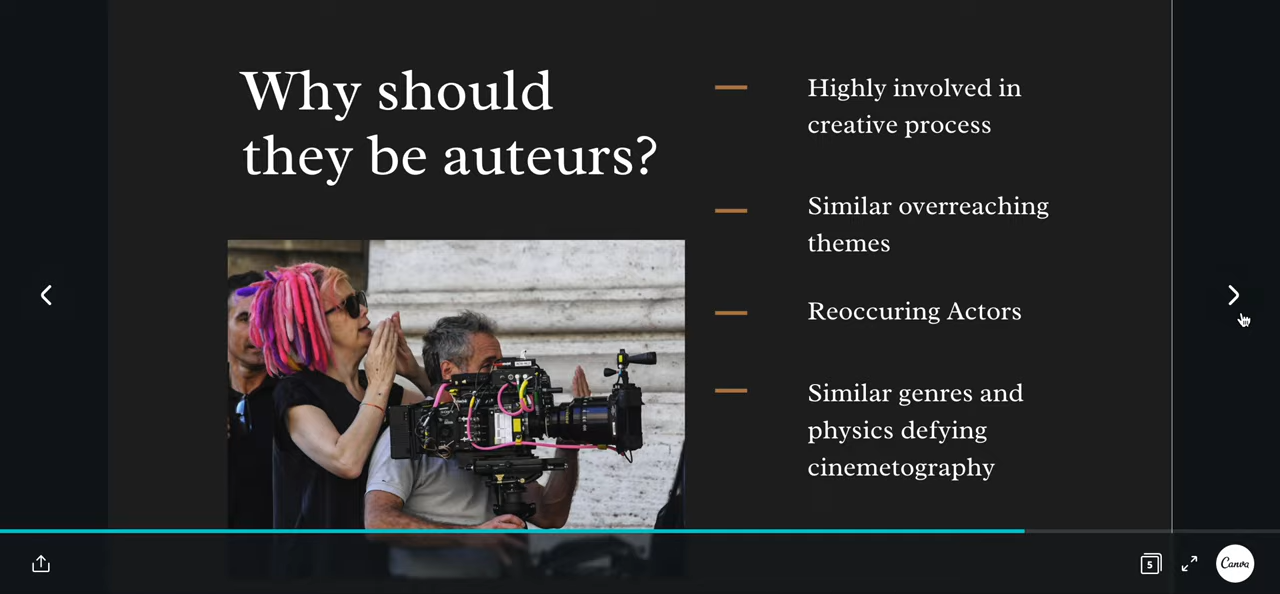 Why should
they be auteurs?
Highly involved in
creative process
Similar overreaching
themes
Reoccuring Actors
Similar genres and
physics defying
cinemetography
5
Canva